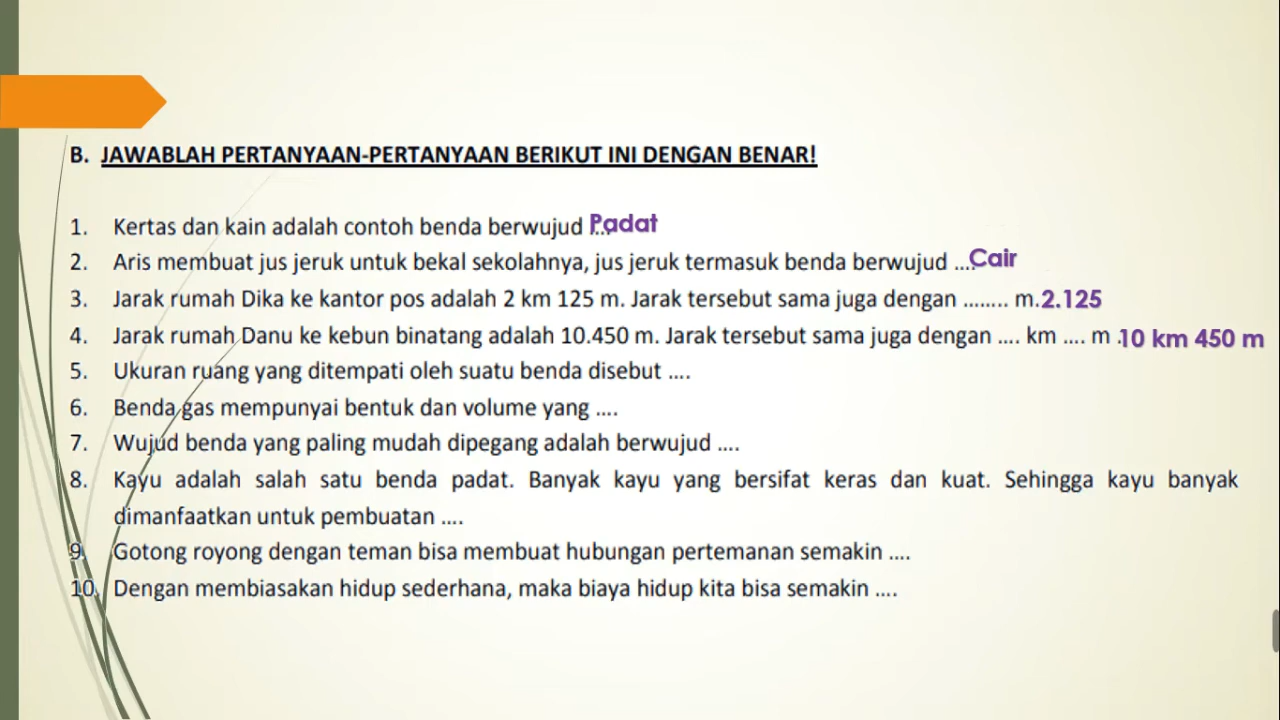 B. JAWABLAH PERTANYAAN-PERTANYAAN BERIKUT INI DENGAN BENAR!
1. Kertas dan kain adalah contoh benda berwujud .... Padat
2. Aris membuat jus jeruk untuk bekal sekolahnya, jus jeruk termasuk benda berwujud .... Cair
3. Jarak rumah Dika ke kantor pos adalah 2 km 125 m. Jarak tersebut sama juga dengan ........ m. 2.125
4. Jarak rumah Danu ke kebun binatang adalah 10.450 m. Jarak tersebut sama juga dengan .... km .... m . 10 km 450 m
5. Ukuran ruang yang ditempati oleh suatu benda disebut ....
6. Benda gas mempunyai bentuk dan volume yang ....
7. Wujud benda yang paling mudah dipegang adalah berwujud ....
8. Kayu adalah salah satu benda padat. Banyak kayu yang bersifat keras dan kuat. Sehingga kayu banyak
dimanfaatkan untuk pembuatan ....
9. Gotong royong dengan teman bisa membuat hubungan pertemanan semakin ....
10. Dengan membiasakan hidup sederhana, maka biaya hidup kita bisa semakin ....